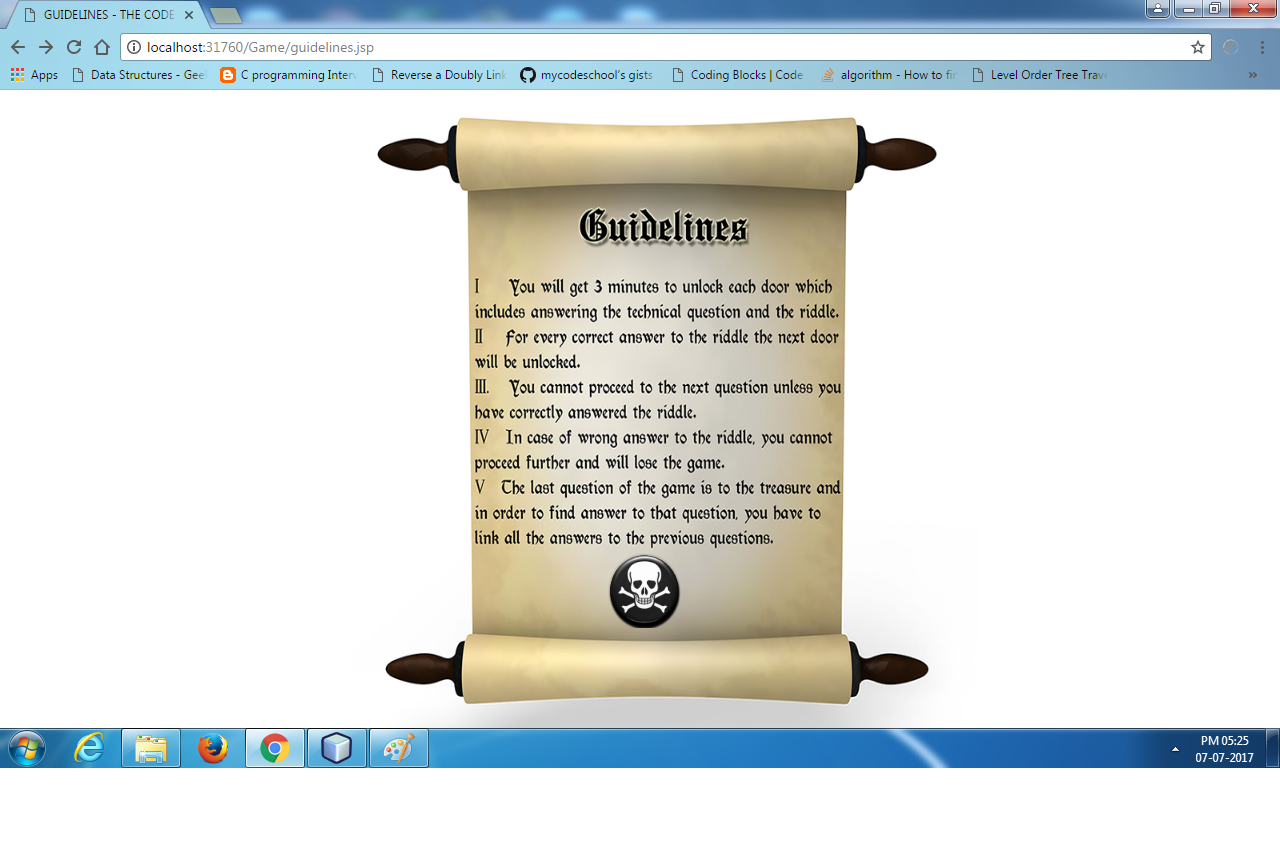 GUIDELINES - THE CODE
localhost:31760/Game/guidelines.jsp
Apps Data Structures - Gee C programming Inter Reverse a Doubly Link mycodeschool's gists Coding Blocks | Code algorithm - How to fi Level Order Tree Trav »
Guidelines
I You will get 3 minutes to unlock each door which
includes answering the technical question and the riddle.
II For every correct answer to the riddle the next door
will be unlocked.
III. You cannot proceed to the next question unless you
have correctly answered the riddle.
IV In case of wrong answer to the riddle, you cannot
proceed further and will lose the game.
V The last question of the game is to the treasure and
in order to find answer to that question, you have to
link all the answers to the previous questions.
PM 05:25
07-07-2017